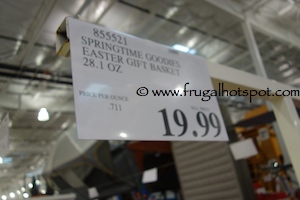 855521
SPRINGTIME GOODIES
EASTER GIFT BASKET
28.1 OZ
www.frugalhotspot.com
PRICE PER OUNCE
.711
19.99